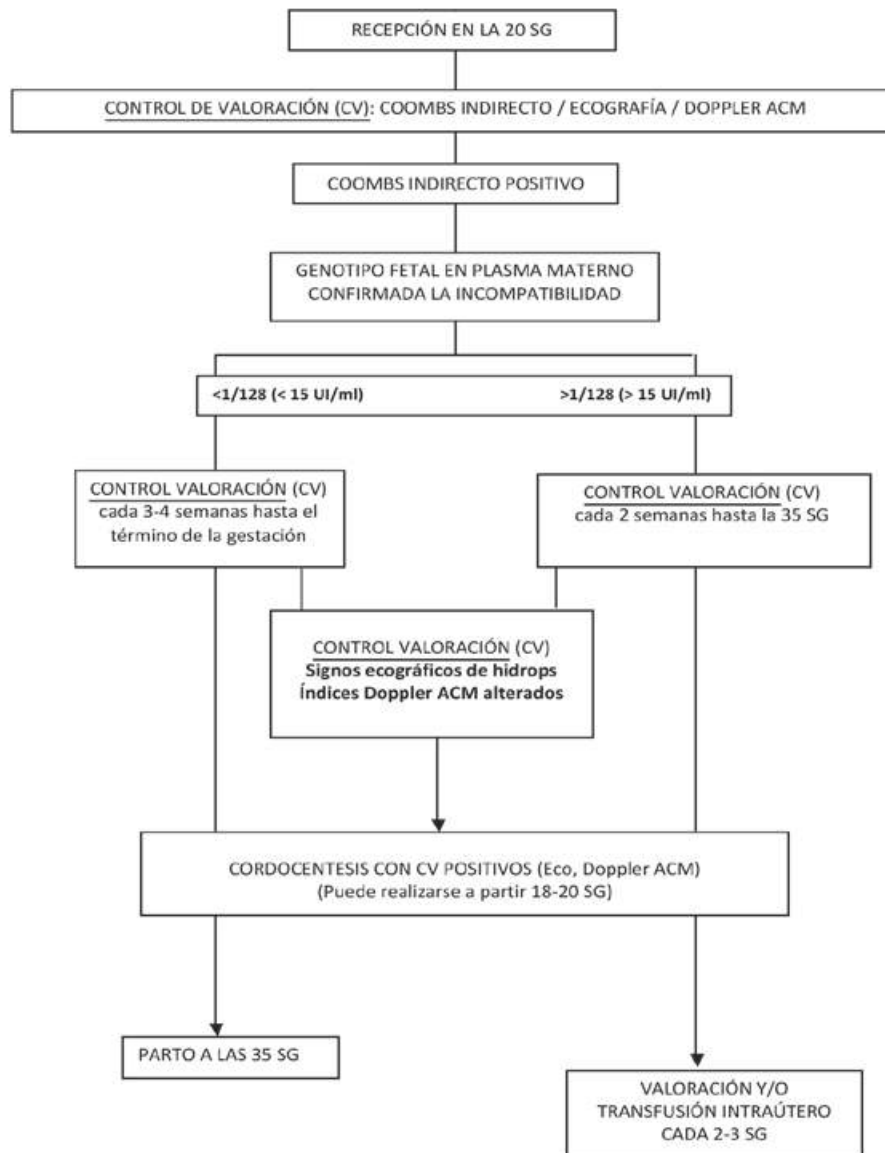 RECEPCIÓN EN LA 20 SG
CONTROL DE VALORACIÓN (CV): COOMBS INDIRECTO / ECOGRAFÍA / DOPPLER ACM
COOMBS INDIRECTO POSITIVO
GENOTIPO FETAL EN PLASMA MATERNO
CONFIRMADA LA INCOMPATIBILIDAD
<1/128 (< 15 UI/ml)
>1/128 (> 15 UI/ml)
CONTROL VALORACIÓN (CV)
cada 3-4 semanas hasta el
término de la gestación
CONTROL VALORACIÓN (CV)
cada 2 semanas hasta la 35 SG
CONTROL VALORACIÓN (CV)
Signos ecográficos de hidrops
Índices Doppler ACM alterados
CORDOCENTESIS CON CV POSITIVOS (Eco, Doppler ACM)
(Puede realizarse a partir 18-20 SG)
PARTO A LAS 35 SG
VALORACIÓN Y/O
TRANSFUSIÓN INTRAÚTERO
CADA 2-3 SG